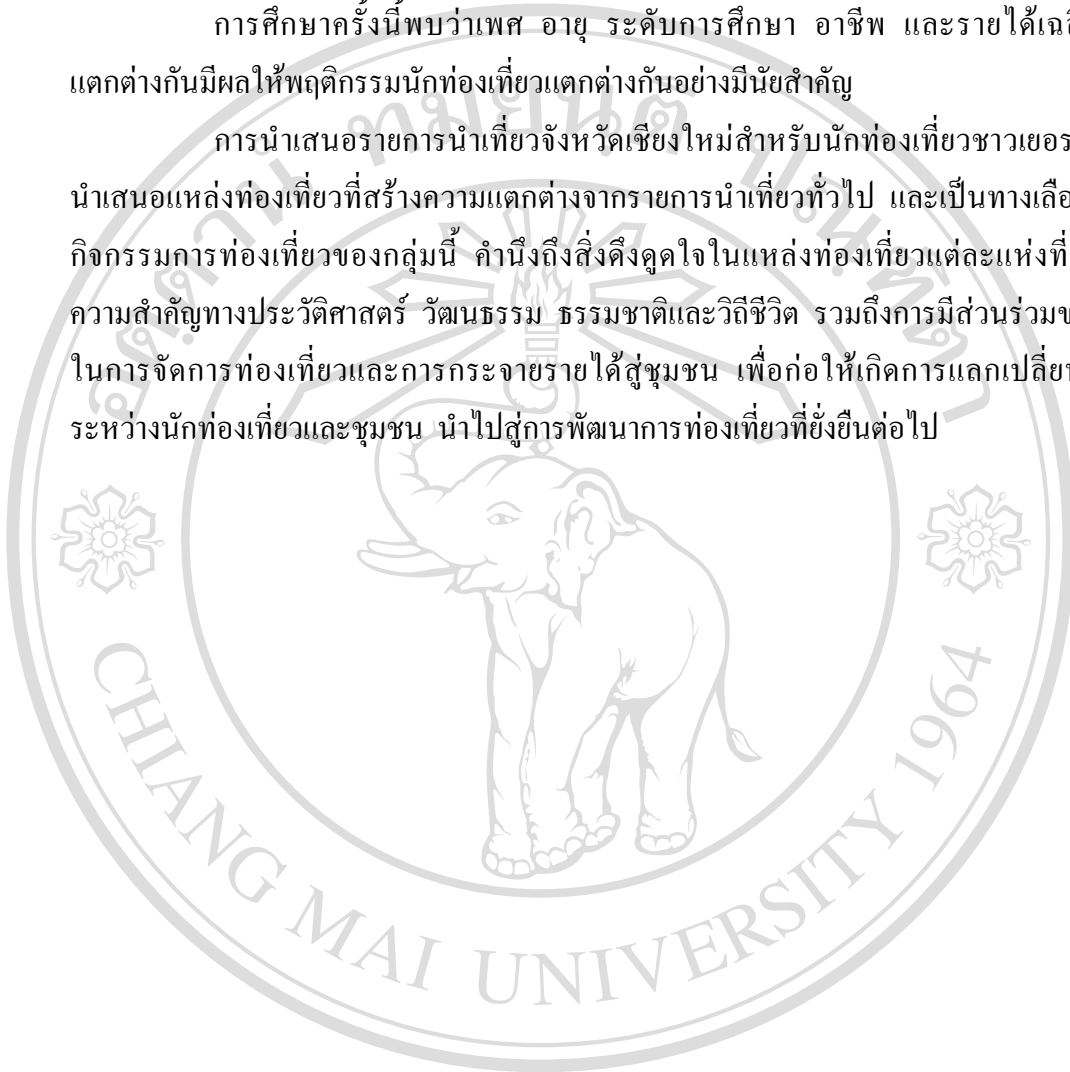 การศึกษาครั้งนี้พบว่าเพศ อายุ ระดับการศึกษา อาชีพ และรายได้
แตกต่างกันมีผลให้พฤติกรรมนักท่องเที่ยวแตกต่างกันอย่างมีนัยสำคัญ
การนำเสนอรายการนำเที่ยวจังหวัดเชียงใหม่สำหรับนักท่องเที่ยวชาวเยอร
นำเสนอแหล่งท่องเที่ยวที่สร้างความแตกต่างจากรายการนำเที่ยวทั่วไป และเป็นทางเลือ
กิจกรรมการท่องเที่ยวของกลุ่มนี้ คำนึงถึงสิ่งดึงดูดใจในแหล่งท่องเที่ยวแต่ละแห่งที่
ความสำคัญทางประวัติศาสตร์ วัฒนธรรม ธรรมชาติและวิถีชีวิต รวมถึงการมีส่วนร่วมข
ในการจัดการท่องเที่ยวและการกระจายรายได้สู่ชุมชน เพื่อก่อให้เกิดการแลกเปลี่ย
ระหว่างนักท่องเที่ยวและชุมชน นำไปสู่การพัฒนาการท่องเที่ยวที่ยั่งยืนต่อไป
CHIANG MAI UNIVERSITY 1964